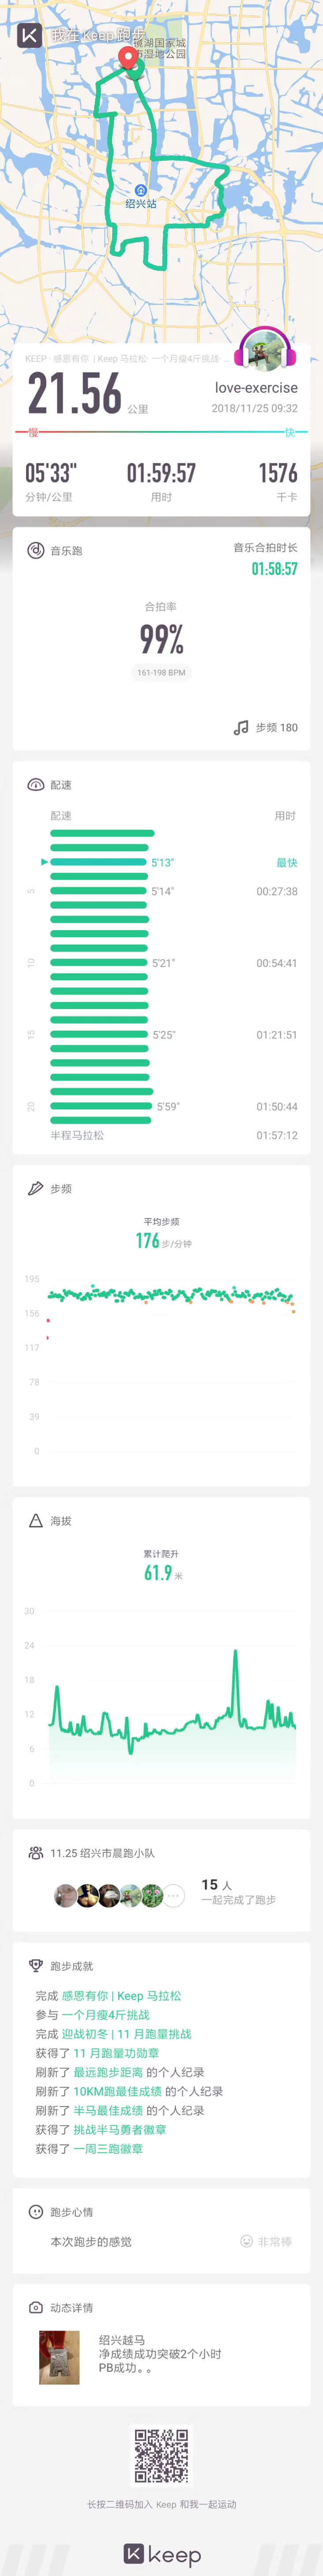 我在 Keep 跑步
镜湖国家城
市湿地公园
绍兴站
KEEP · 感恩有你 | Keep 马拉松· 一个月瘦4斤挑战 ...
21.56 公里
love-exercise
2018/11/25 09:32
慢
快
05'33"
01:59:57
1576
分钟/公里
用时
千卡
音乐跑
音乐合拍时长
01:58:57
合拍率
99%
161-198 BPM
步频 180
配速
配速
用时
5'13"
最快
5
5'14"
00:27:38
10
5'21"
00:54:41
15
5'25"
01:21:51
20
5'59"
01:50:44
半程马拉松
01:57:12
步频
平均步频
176 步/分钟
195
156
117
78
39
0
海拔
累计爬升
61.9 米
30
24
18
12
6
0
11.25 绍兴市晨跑小队
15 人
一起完成了跑步
跑步成就
完成 感恩有你 | Keep 马拉松
参与 一个月瘦4斤挑战
完成 迎战初冬 | 11 月跑量挑战
获得了 11 月跑量功勋章
刷新了 最远跑步距离 的个人纪录
刷新了 10KM跑最佳成绩 的个人纪录
刷新了 半马最佳成绩 的个人纪录
获得了 挑战半马勇者徽章
获得了 一周三跑徽章
跑步心情
本次跑步的感觉
非常棒
动态详情
绍兴越马
净成绩成功突破2个小时
PB成功。。
长按二维码加入 Keep 和我一起运动
keep